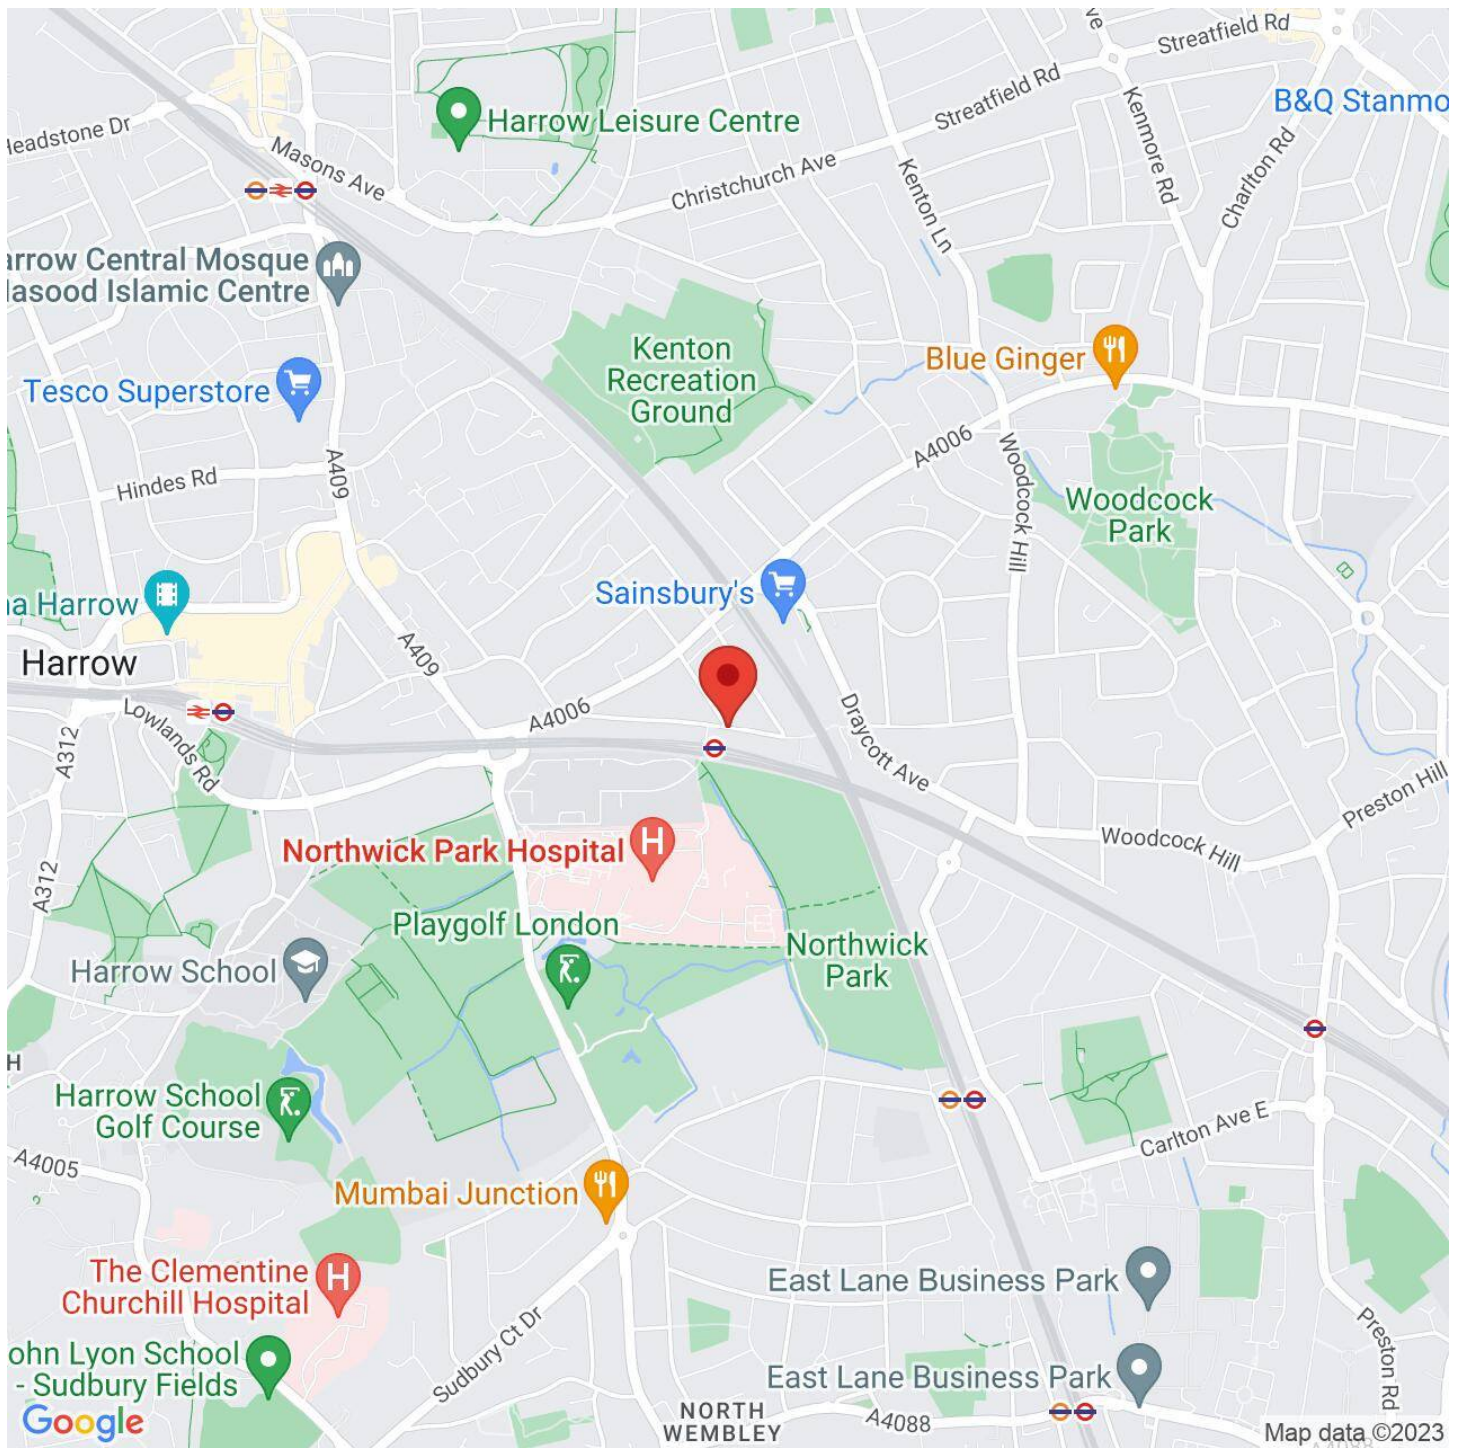 Streatfield Rd
Streatfield Rd
B&Q Stanmo
Kenmore Rd
Charlton Rd
Headstone Dr
Harrow Leisure Centre
Masons Ave
Christchurch Ave
Kenton Ln
arrow Central Mosque
lasood Islamic Centre
Kenton
Recreation
Ground
Blue Ginger
Tesco Superstore
A409
A4006
Woodcock Hill
Hindes Rd
Woodcock
Park
na Harrow
Sainsbury's
A409
Harrow
A4006
Lowlands Rd
A312
Draycott Ave
Preston Hill
Northwick Park Hospital
H
Woodcock Hill
A312
Playgolf London
Northwick
Park
Harrow School
H
Harrow School
Golf Course
Carlton Ave E
A4005
Mumbai Junction
The Clementine
Churchill Hospital
H
East Lane Business Park
Sudbury Ct Dr
Preston Rd
ohn Lyon School
- Sudbury Fields
East Lane Business Park
Google
NORTH
WEMBLEY
A4088
Map data ©2023